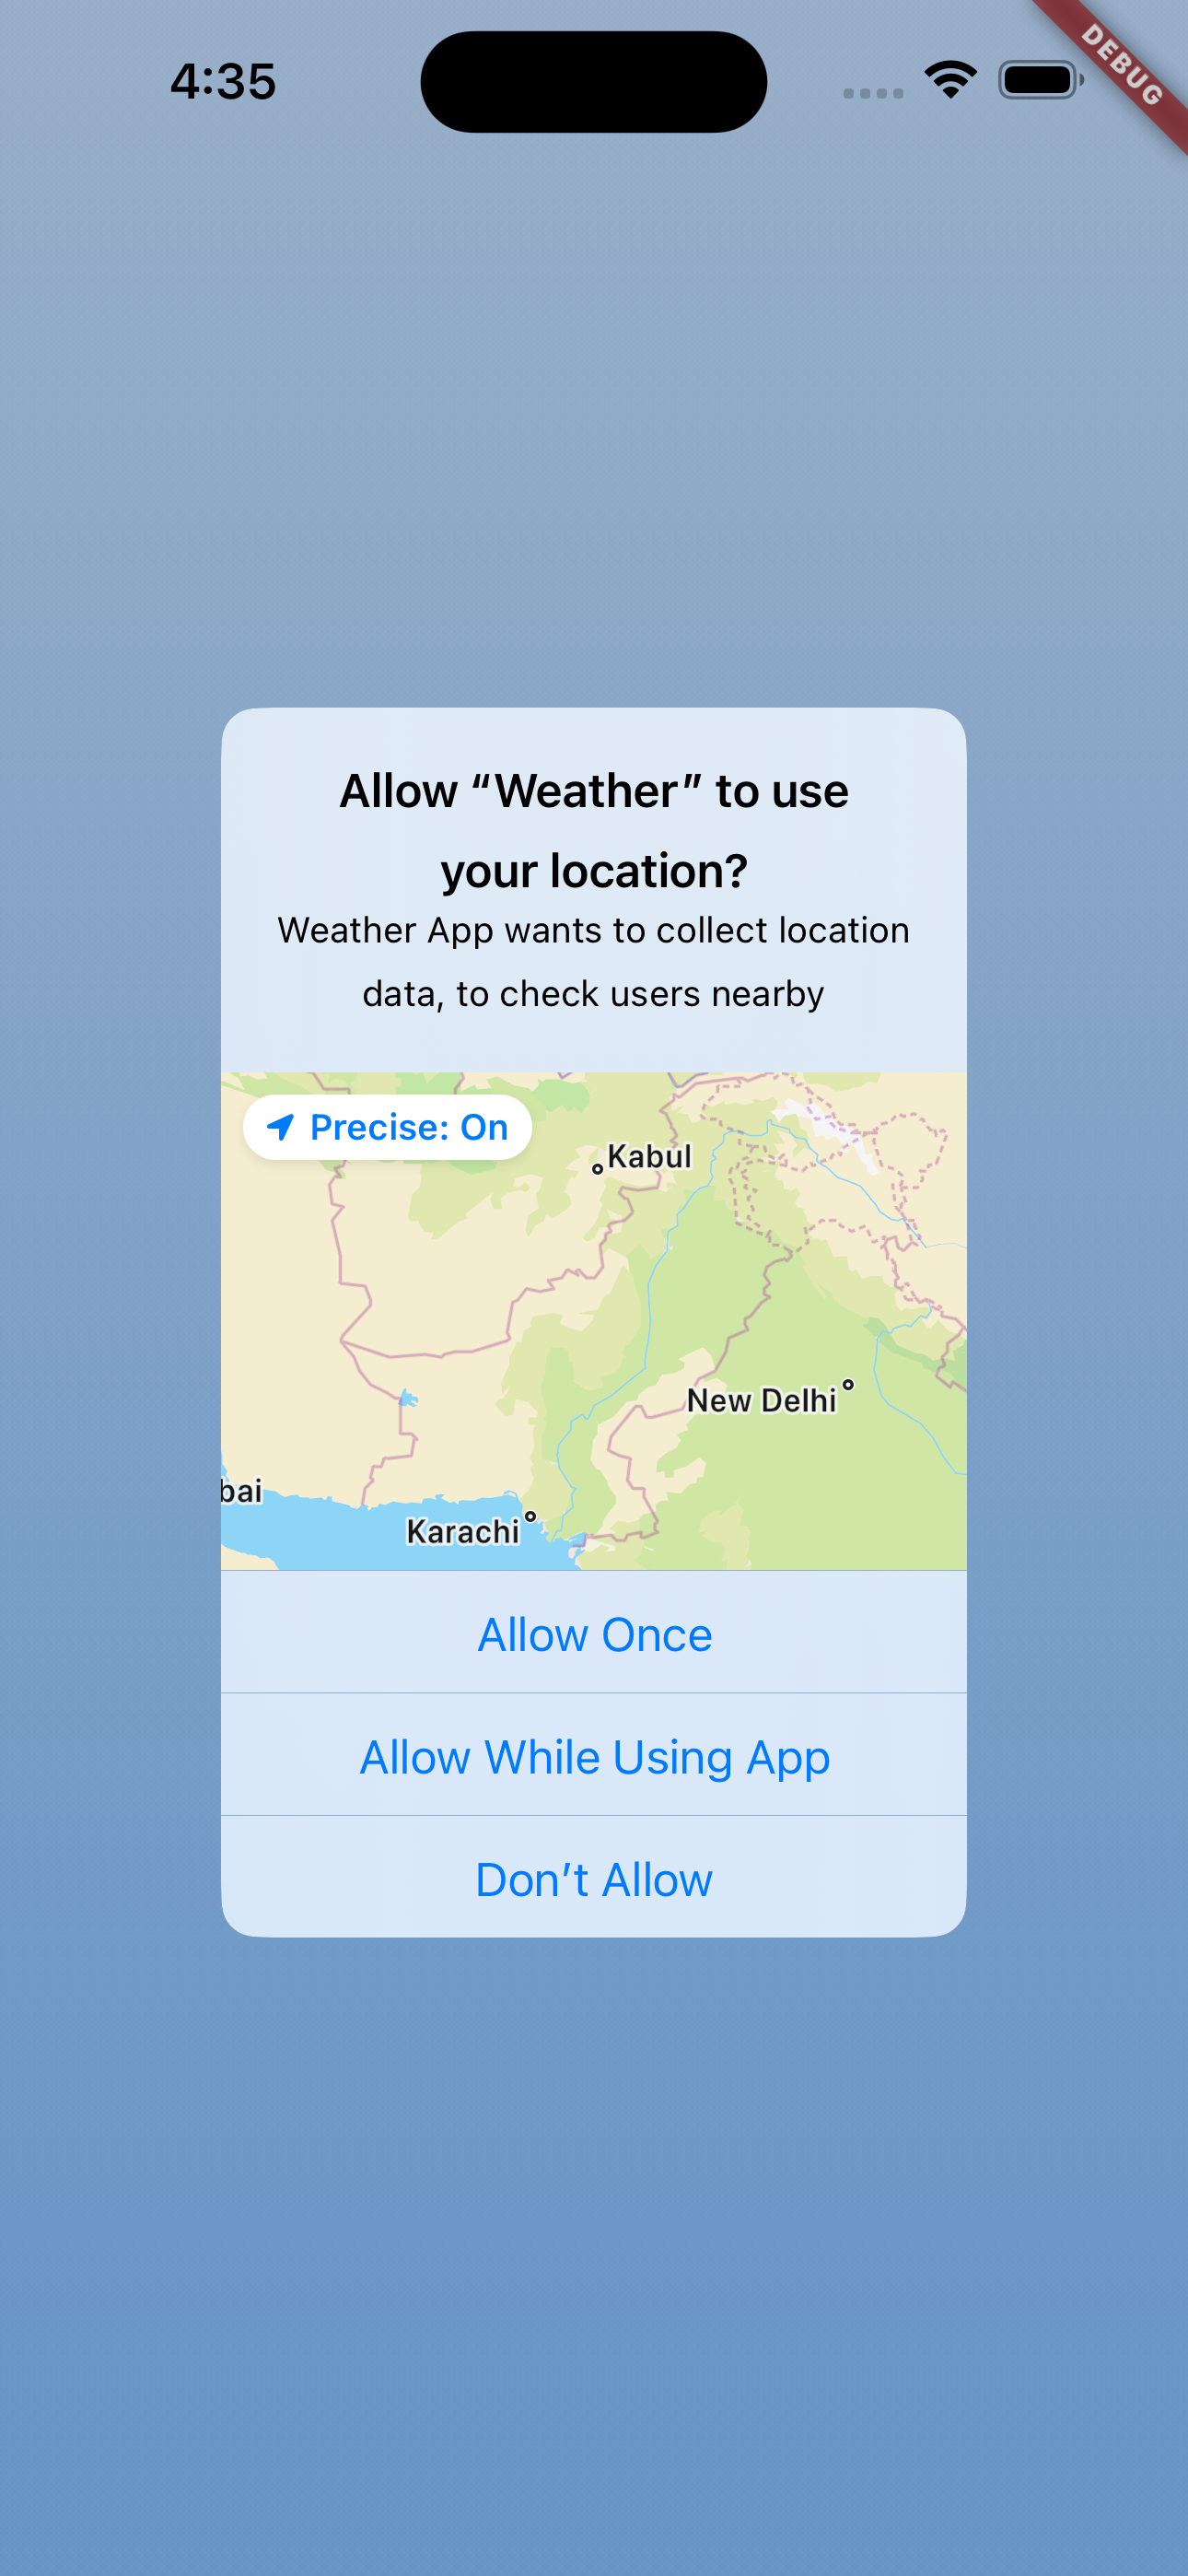 4:35
DEBUG
Allow “Weather” to use
your location?
Weather App wants to collect location
data, to check users nearby
Precise: On
Kabul
New Delhi
bai
Karachi
Allow Once
Allow While Using App
Don’t Allow